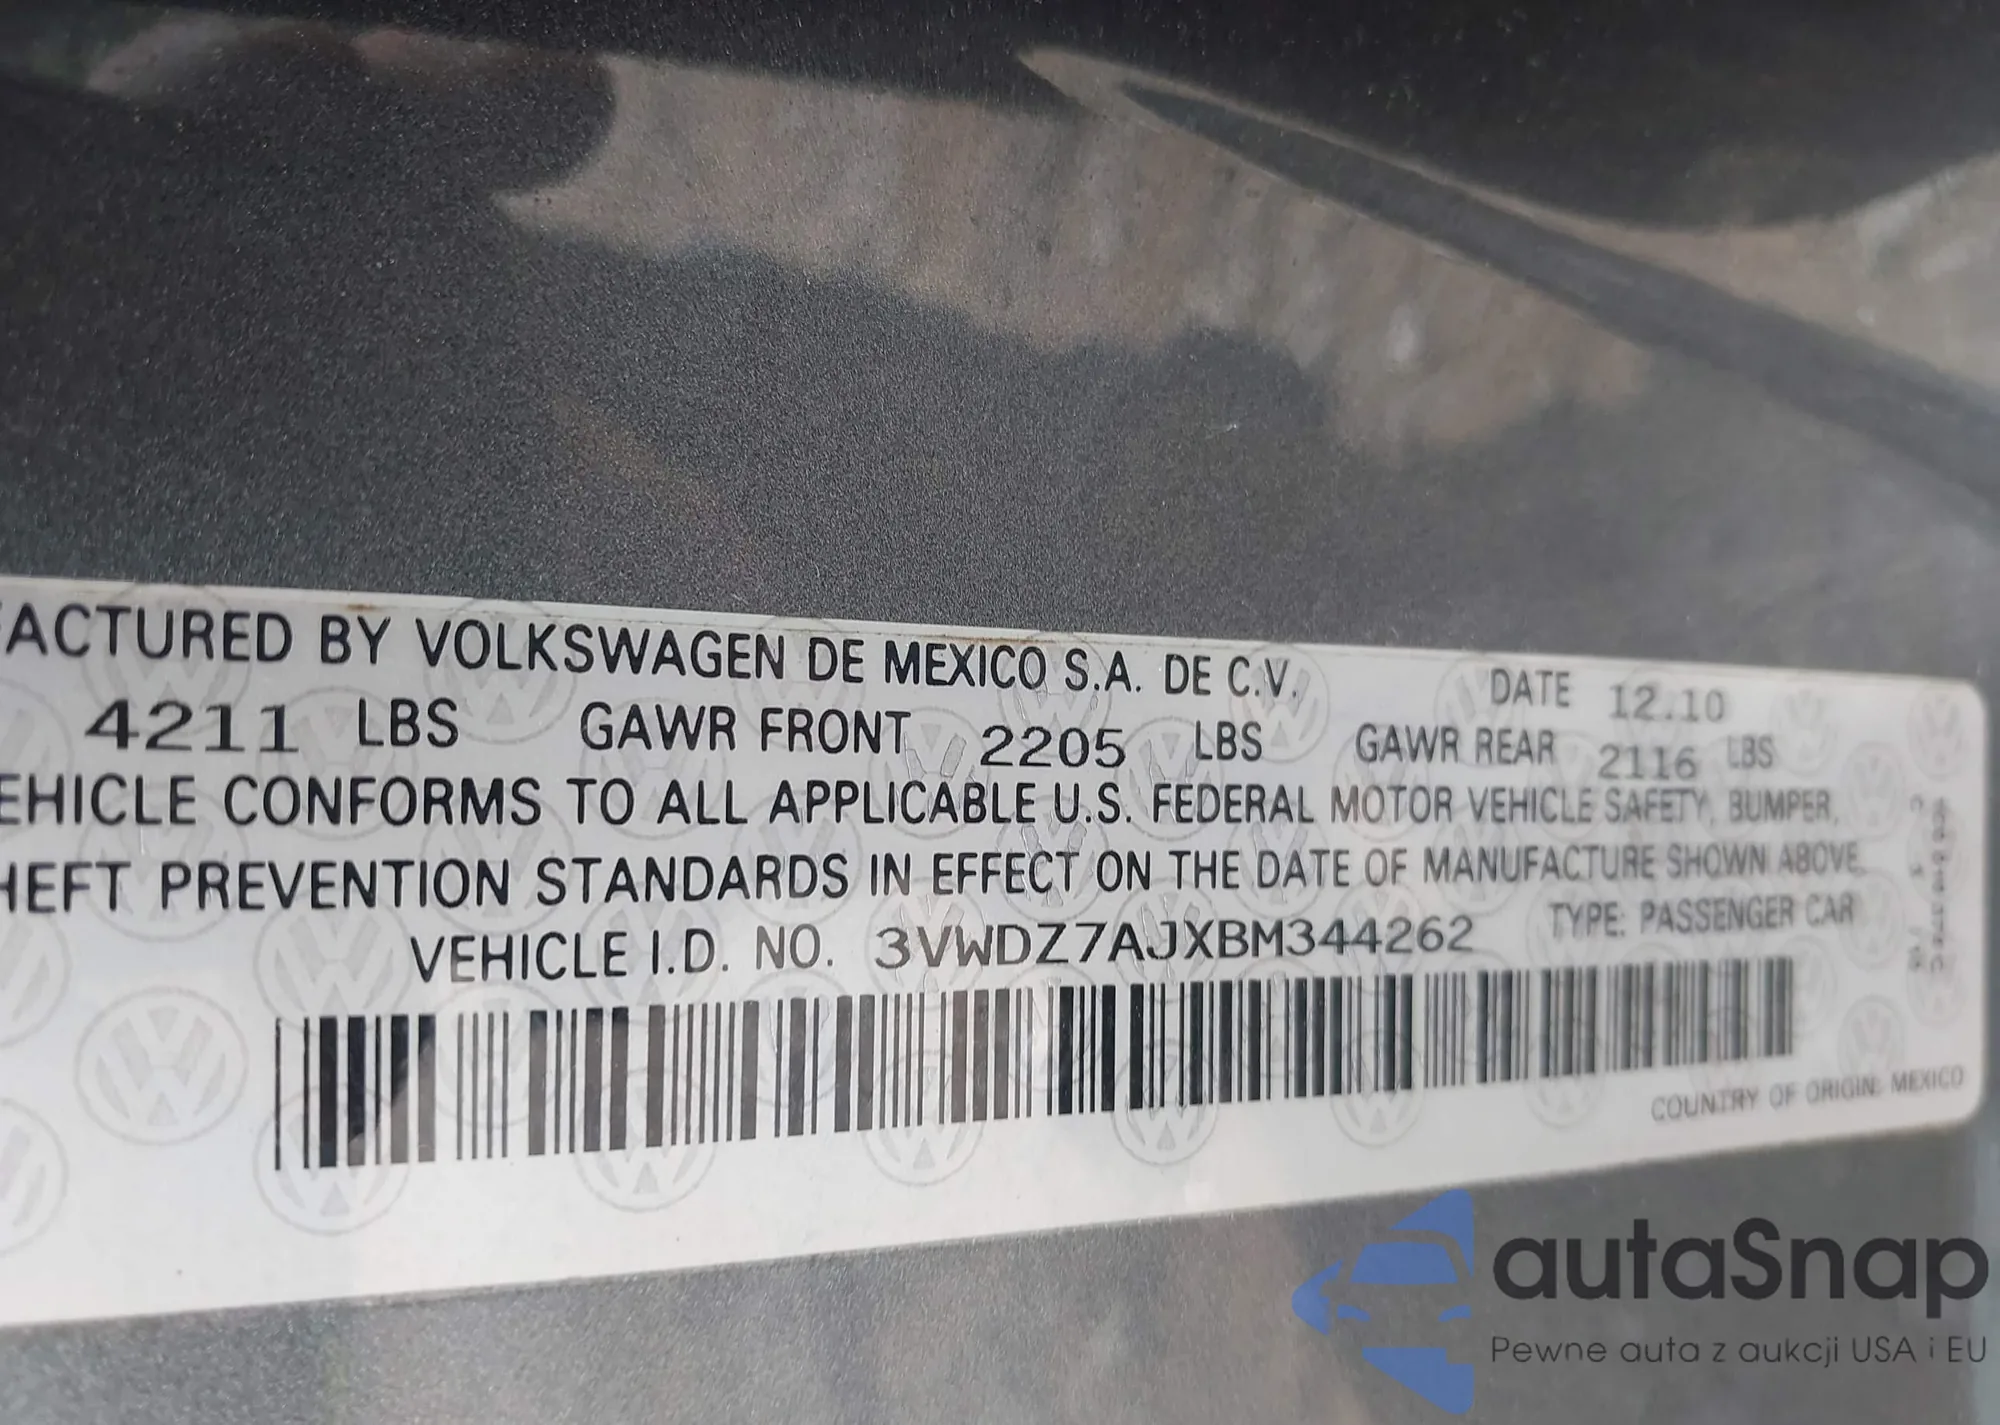 FACTURED BY VOLKSWAGEN DE MEXICO S.A. DE C.V. DATE 12.10
4211 LBS GAWR FRONT 2205 LBS GAWR REAR 2116 LBS
EHICLE CONFORMS TO ALL APPLICABLE U.S. FEDERAL MOTOR VEHICLE SAFETY, BUMPER,
HEFT PREVENTION STANDARDS IN EFFECT ON THE DATE OF MANUFACTURE SHOWN ABOVE.
VEHICLE I.D. NO. 3VWDZ7AJXBM344262 TYPE: PASSENGER CAR
COUNTRY OF ORIGIN: MEXICO
autaSnap
Pewne auta z aukcji USA i EU